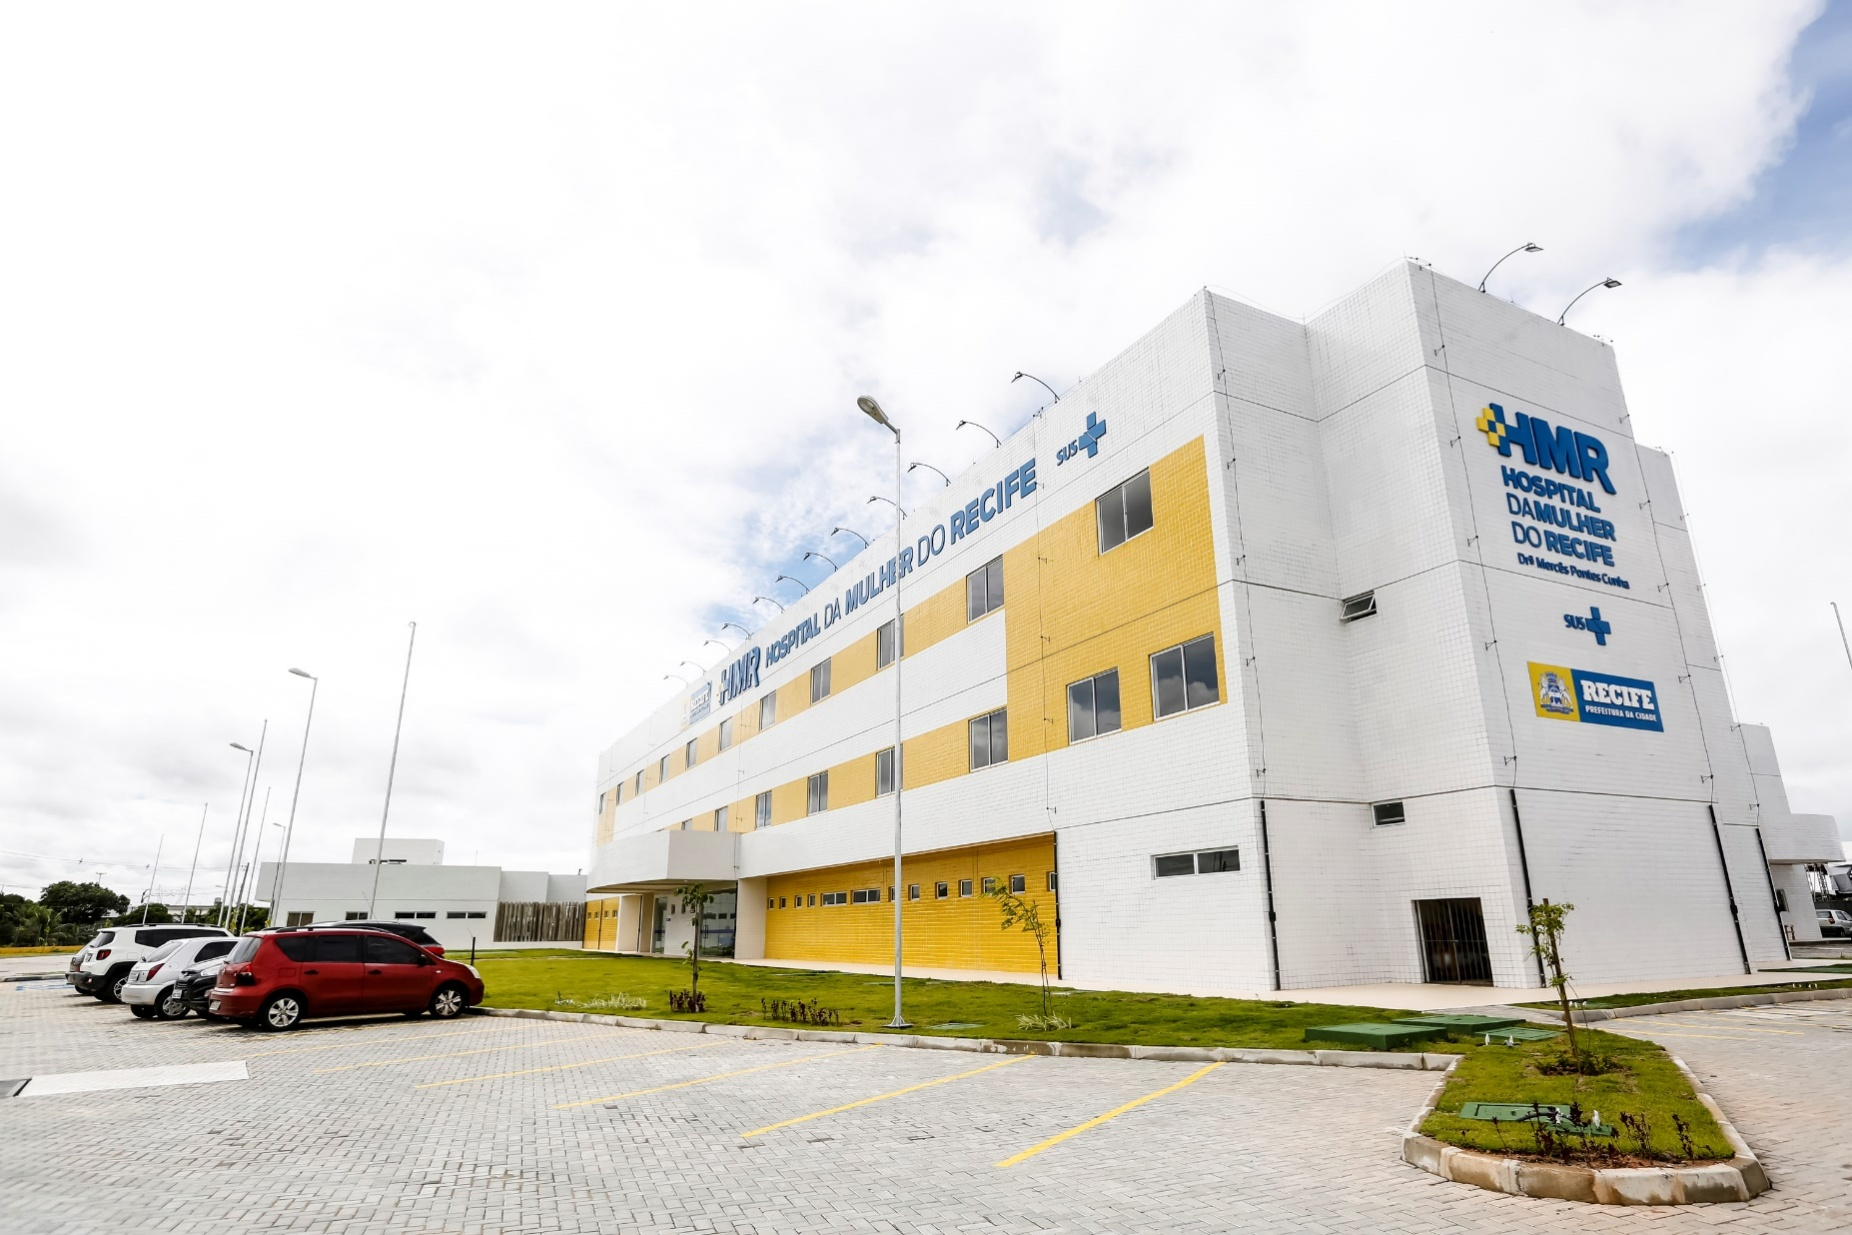 HMR HOSPITAL DA MULHER DO RECIFE SUS
HMR
HOSPITAL
DA MULHER
DO RECIFE
Drª Mercês Pontes Cunha
SUS
RECIFE
PREFEITURA DA CIDADE